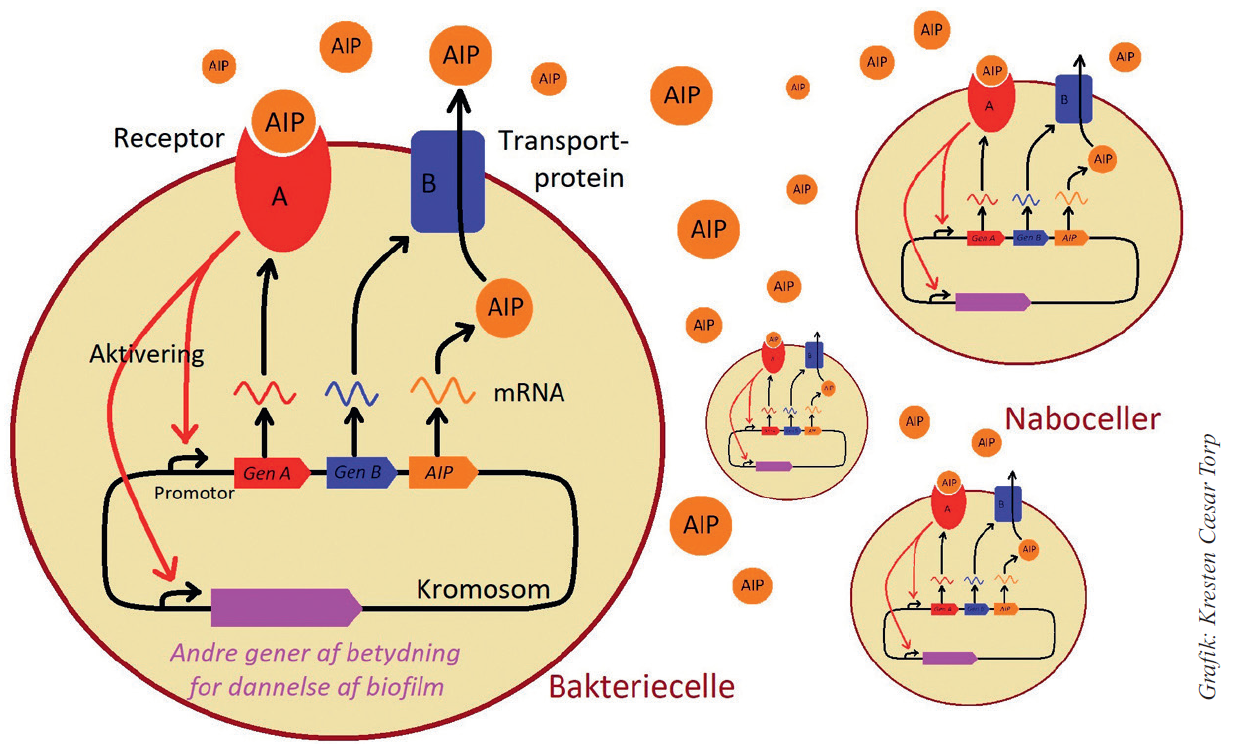 AIP
AIP
AIP
AIP
AIP
Receptor
A
B
Transport-
protein
AIP
Aktivering
mRNA
Promotor
Gen A
Gen B
AIP
Kromosom
Andre gener af betydning
for dannelse af biofilm
Bakteriecelle
AIP
AIP
AIP
AIP
AIP
AIP
AIP
AIP
AIP
AIP
AIP
AIP
A
B
AIP
Gen A
Gen B
AIP
AIP
A
B
AIP
Gen A
Gen B
AIP
Naboceller
AIP
AIP
AIP
A
B
AIP
Gen A
Gen B
AIP
Grafik: Kresten Cæsar Torp